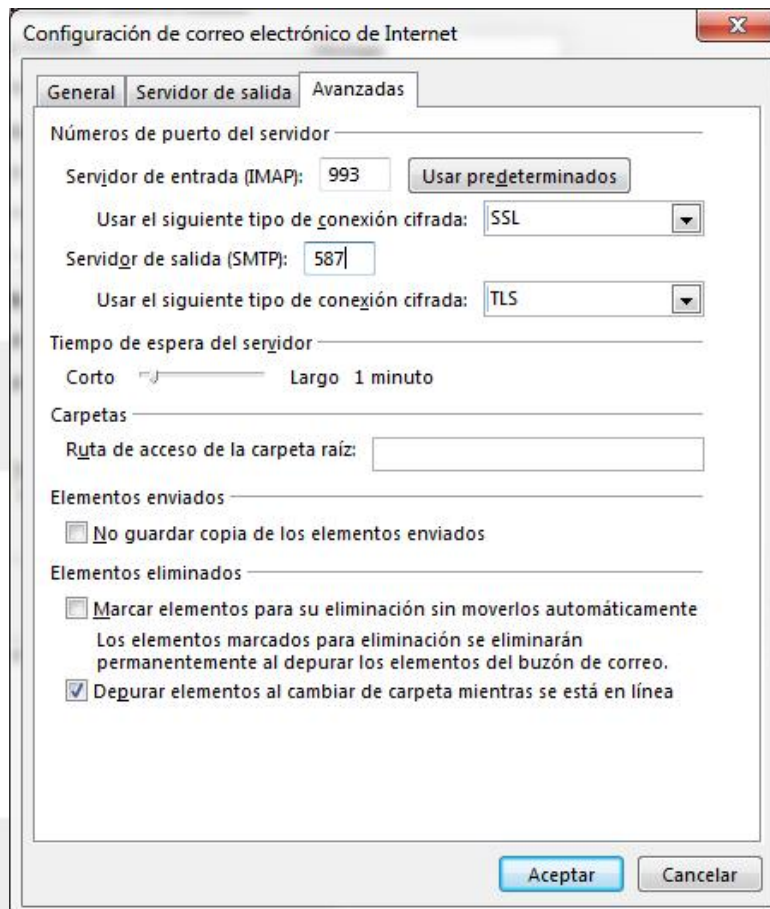 Configuración de correo electrónico de Internet
General Servidor de salida Avanzadas
Números de puerto del servidor
Servidor de entrada (IMAP): 993 Usar predeterminados
Usar el siguiente tipo de conexión cifrada: SSL
Servidor de salida (SMTP): 587
Usar el siguiente tipo de conexión cifrada: TLS
Tiempo de espera del servidor
Corto Largo 1 minuto
Carpetas
Ruta de acceso de la carpeta raíz:
Elementos enviados
No guardar copia de los elementos enviados
Elementos eliminados
Marcar elementos para su eliminación sin moverlos automáticamente
Los elementos marcados para eliminación se eliminarán
permanentemente al depurar los elementos del buzón de correo.
Depurar elementos al cambiar de carpeta mientras se está en línea
Aceptar Cancelar